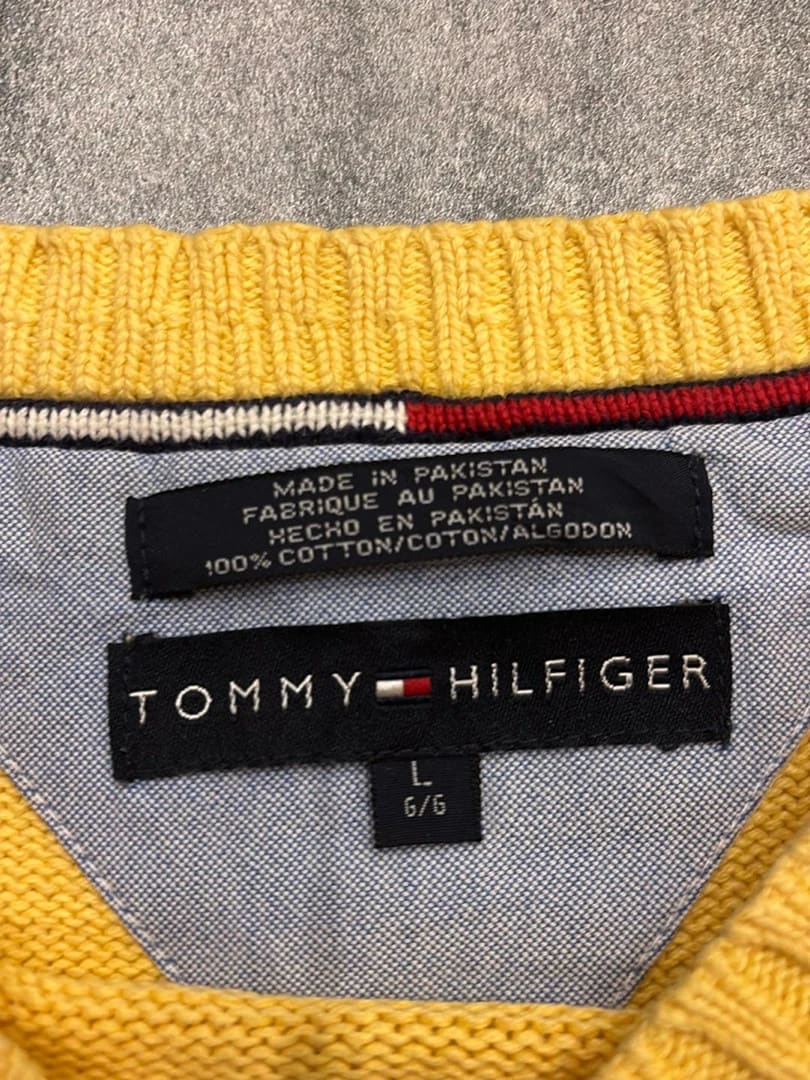 MADE IN PAKISTAN
FABRIQUE AU PAKISTAN
HECHO EN PAKISTÁN
100% COTTON/COTON/ALGODON
TOMMY HILFIGER
L
G/G